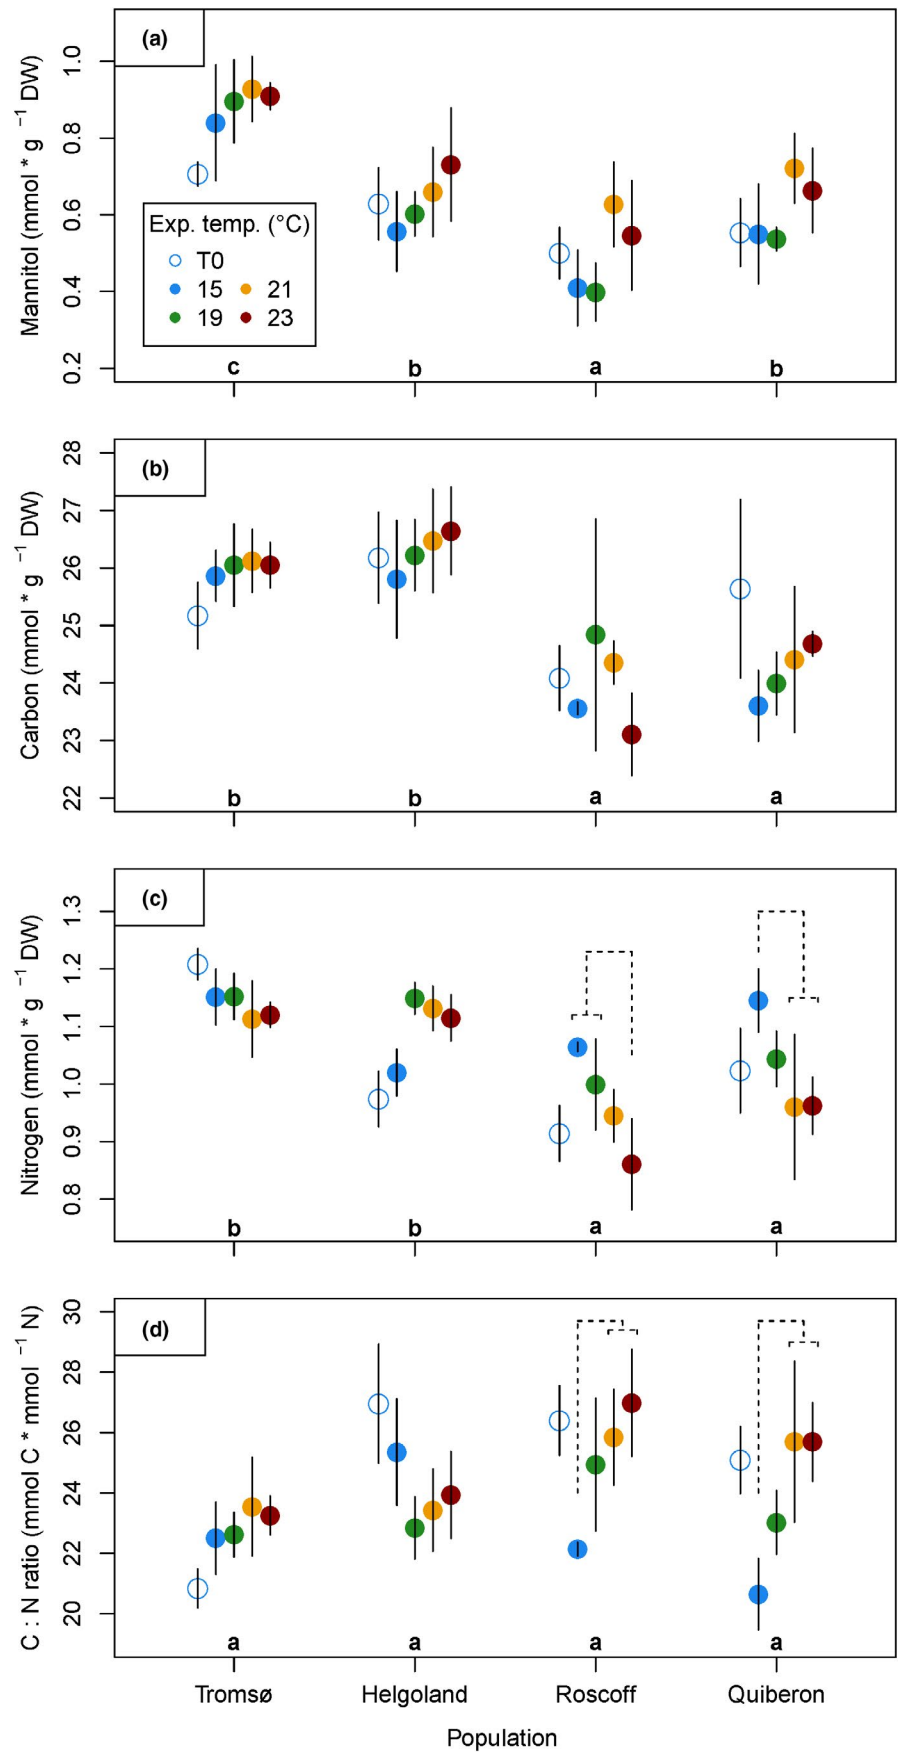 (a)
Mannitol (mmol * g ⁻¹ DW)
1.0
0.8
0.6
0.4
0.2
Exp. temp. (°C)
T0
15 21
19 23
c b a b
(b)
Carbon (mmol * g ⁻¹ DW)
28
27
26
25
24
23
22
b b a a
(c)
Nitrogen (mmol * g ⁻¹ DW)
1.3
1.2
1.1
1.0
0.9
0.8
b b a a
(d)
C : N ratio (mmol C * mmol ⁻¹ N)
30
28
26
24
22
20
a a a a
Tromsø Helgoland Roscoff Quiberon
Population